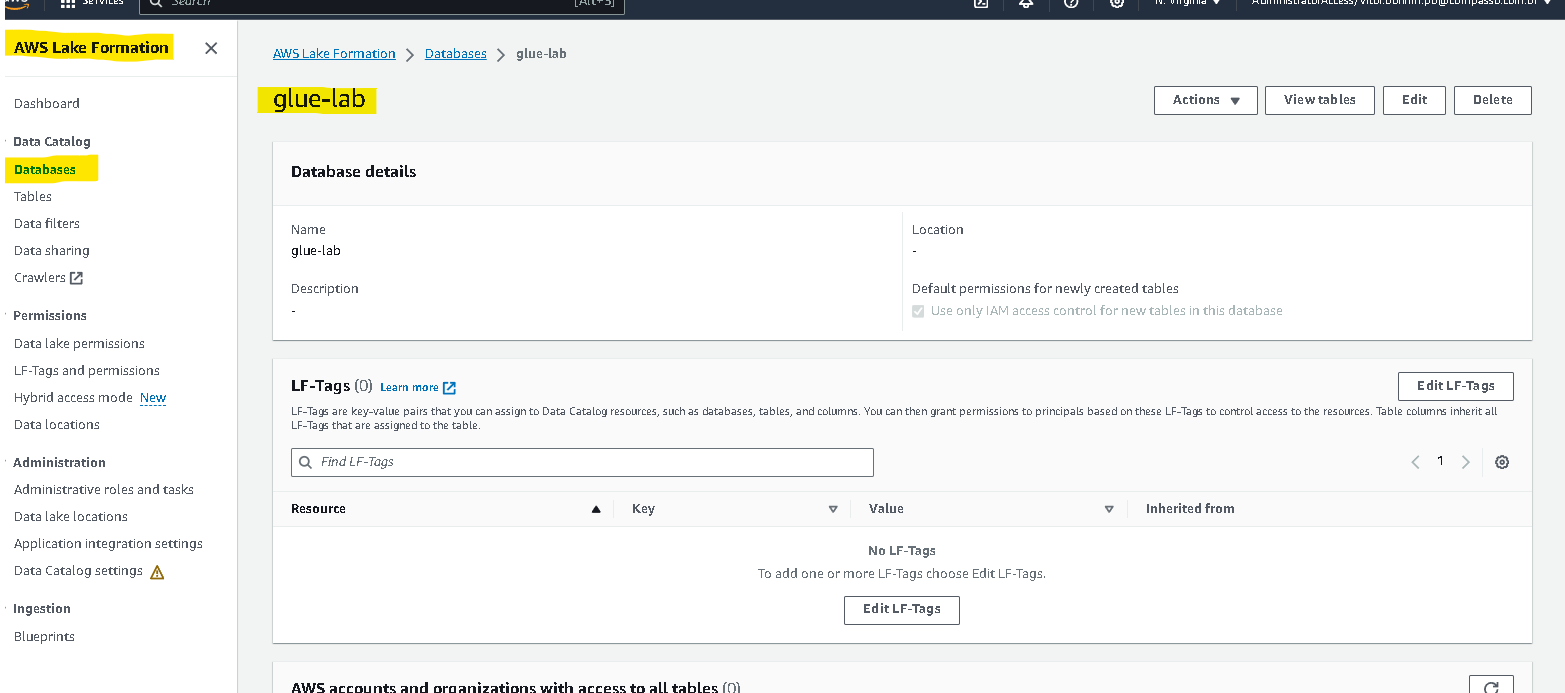 Services
Search
[Alt+S]
N. Virginia
AWS Lake Formation
Dashboard
Data Catalog
Databases
Tables
Data filters
Data sharing
Crawlers
Permissions
Data lake permissions
LF-Tags and permissions
Hybrid access mode New
Data locations
Administration
Administrative roles and tasks
Data lake locations
Application integration settings
Data Catalog settings
Ingestion
Blueprints
AWS Lake Formation > Databases > glue-lab
glue-lab
Actions
View tables
Edit
Delete
Database details
Name
glue-lab
Description
-
Location
-
Default permissions for newly created tables
Use only IAM access control for new tables in this database
LF-Tags (0) Learn more
Edit LF-Tags
LF-Tags are key-value pairs that you can assign to Data Catalog resources, such as databases, tables, and columns. You can then grant permissions to principals based on these LF-Tags to control access to the resources. Table columns inherit all
LF-Tags that are assigned to the table.
Find LF-Tags
1
Resource
Key
Value
Inherited from
No LF-Tags
To add one or more LF-Tags choose Edit LF-Tags.
Edit LF-Tags
AWS accounts and organizations with access to all tables (0)